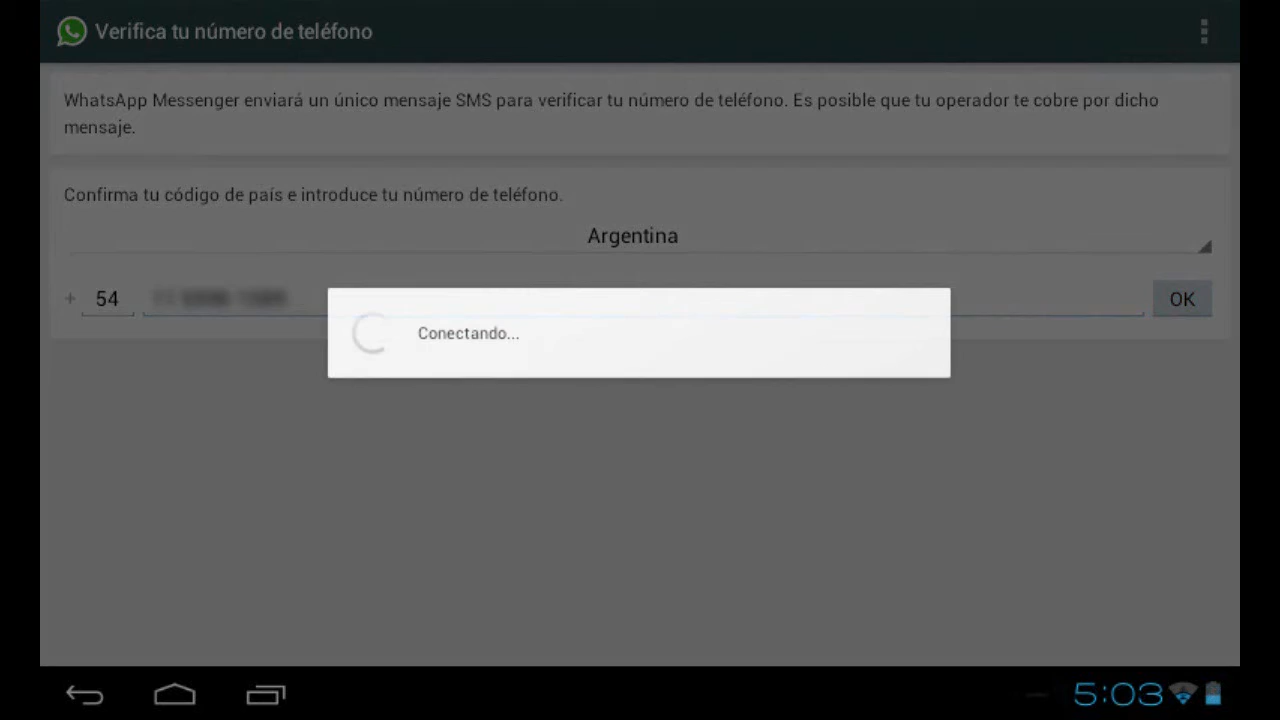 Verifica tu número de teléfono
WhatsApp Messenger enviará un único mensaje SMS para verificar tu número de teléfono. Es posible que tu operador te cobre por dicho
mensaje.
Confirma tu código de país e introduce tu número de teléfono.
Argentina
+ 54
OK
Conectando...
5:03